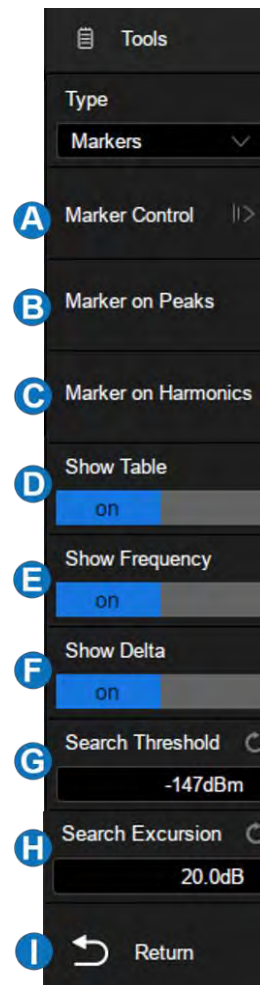 Tools
Type
Markers
A Marker Control
B Marker on Peaks
C Marker on Harmonics
Show Table
D
on
Show Frequency
E
on
Show Delta
F
on
Search Threshold
G
-147dBm
Search Excursion
H
20.0dB
I Return